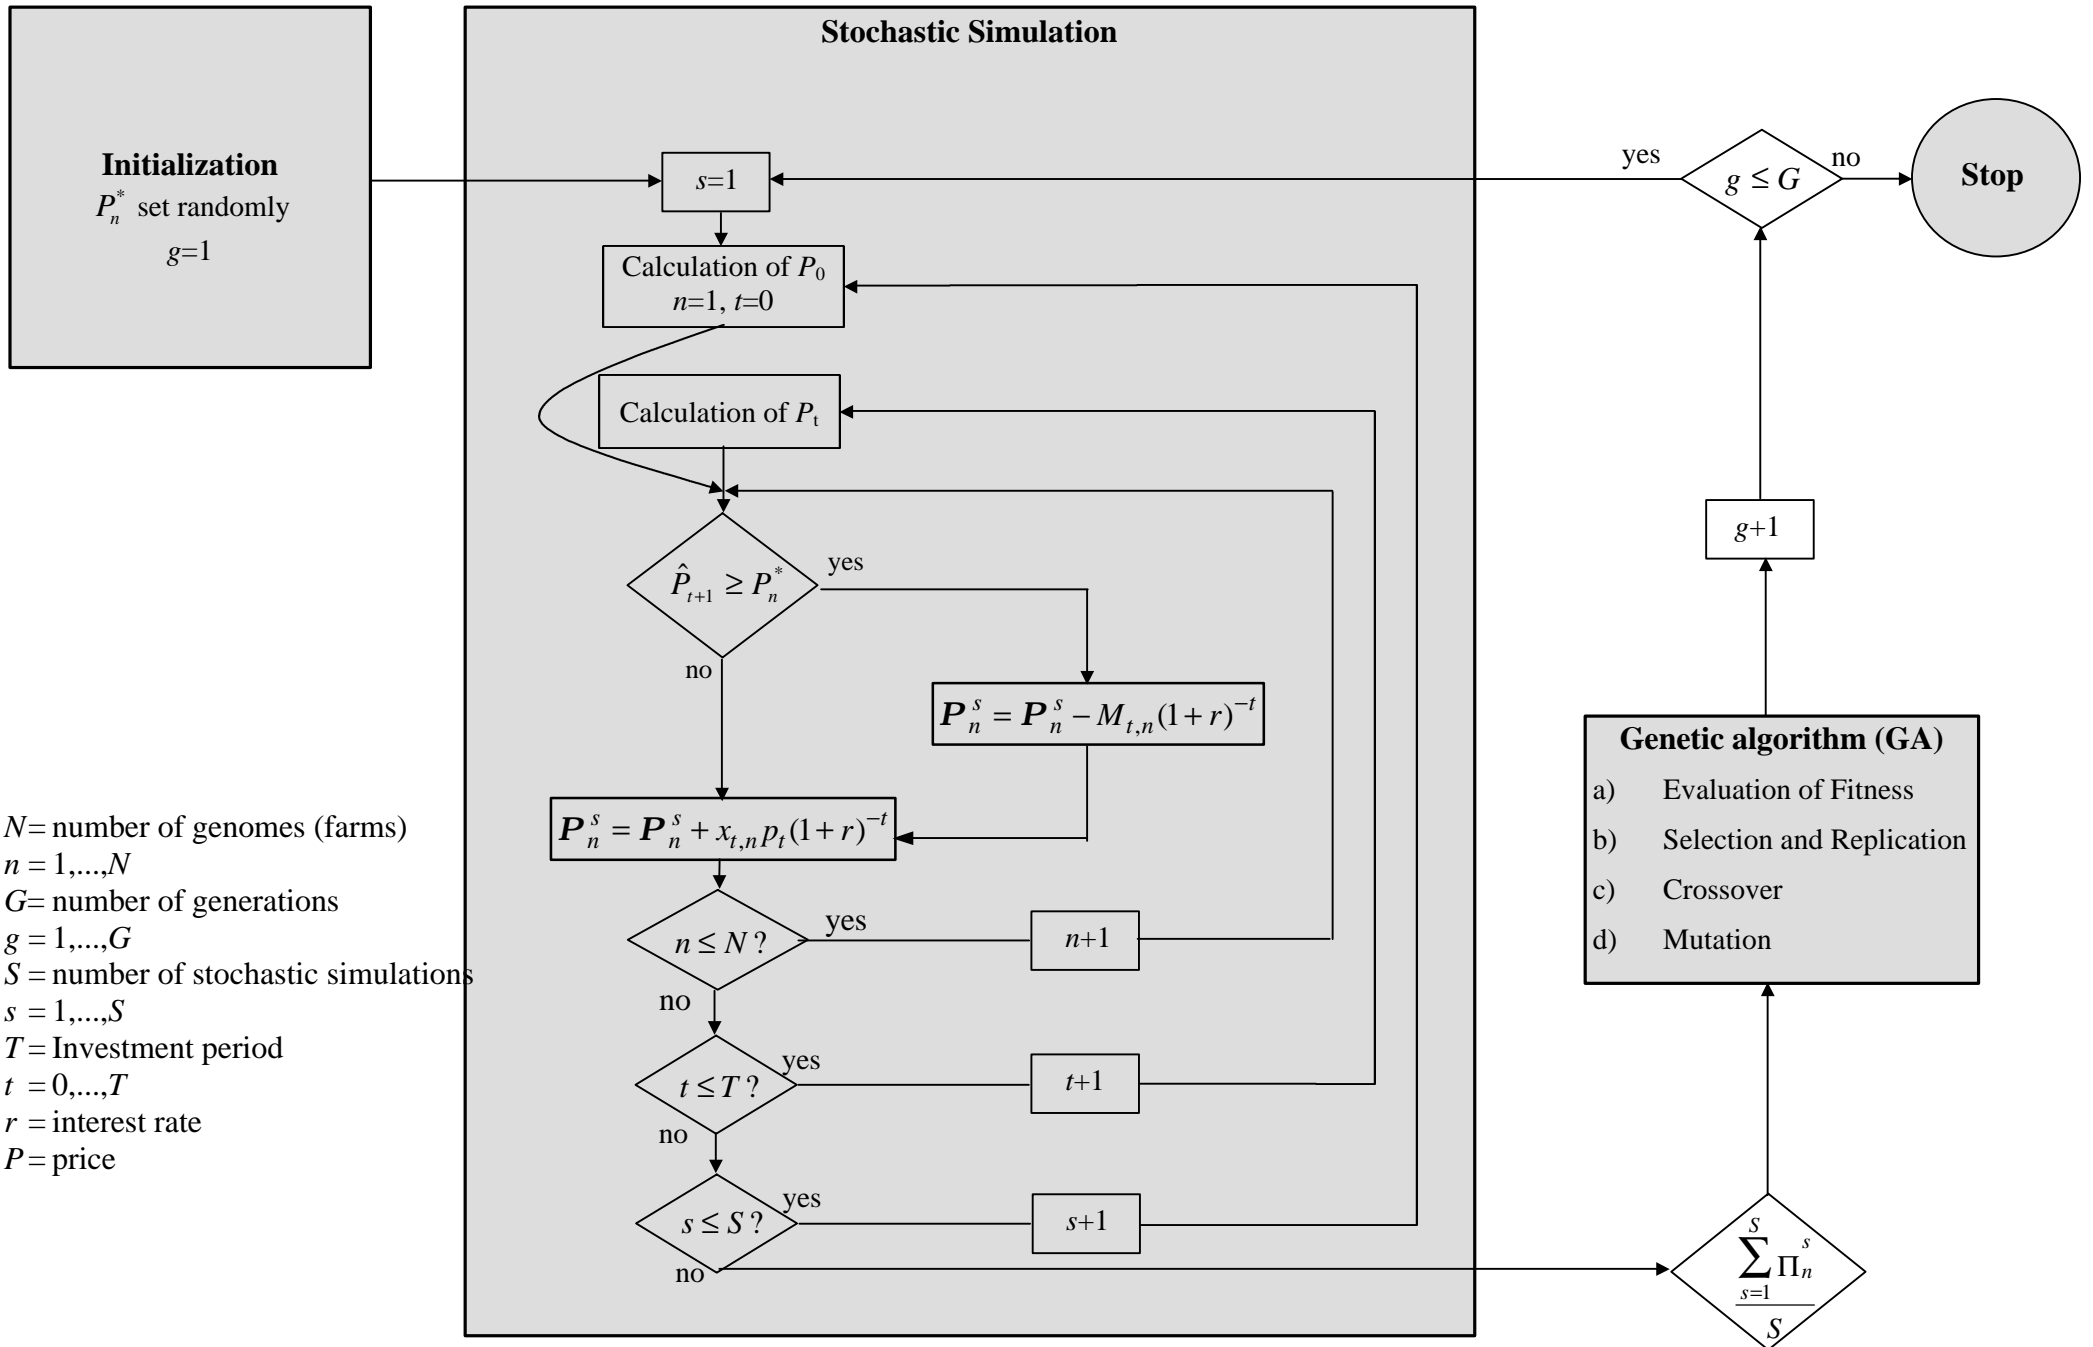 Stochastic Simulation
Initialization
P_n^* set randomly
g=1
s=1
yes
g ≤ G
no
Stop
Calculation of P_0
n=1, t=0
Calculation of P_t
P̂_{t+1} ≥ P_n^*
yes
no
g+1
P_n^s = P_n^s − M_{t,n}(1+r)^{−t}
P_n^s = P_n^s + x_{t,n} p_t (1+r)^{−t}
Genetic algorithm (GA)
a) Evaluation of Fitness
b) Selection and Replication
c) Crossover
d) Mutation
N= number of genomes (farms)
n = 1,...,N
G= number of generations
g = 1,...,G
S = number of stochastic simulations
s = 1,...,S
T = Investment period
t = 0,...,T
r = interest rate
P = price
n ≤ N ?
yes
n+1
no
t ≤ T ?
yes
t+1
no
s ≤ S ?
yes
s+1
no
∑_{s=1}^{S} Π_n^s
S